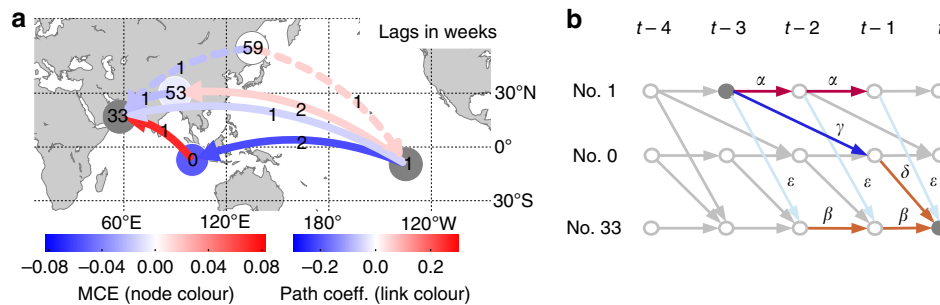 a
Lags in weeks
59
1
53
1
2
1
33
1
1
2
0
1
30°N
0°
30°S
60°E
120°E
180°
120°W
−0.08 −0.04 0.00 0.04 0.08
MCE (node colour)
−0.2 0.0 0.2
Path coeff. (link colour)
b
t – 4 t – 3 t – 2 t – 1
No. 1
α α
γ
No. 0
ε ε δ ε
No. 33
β β